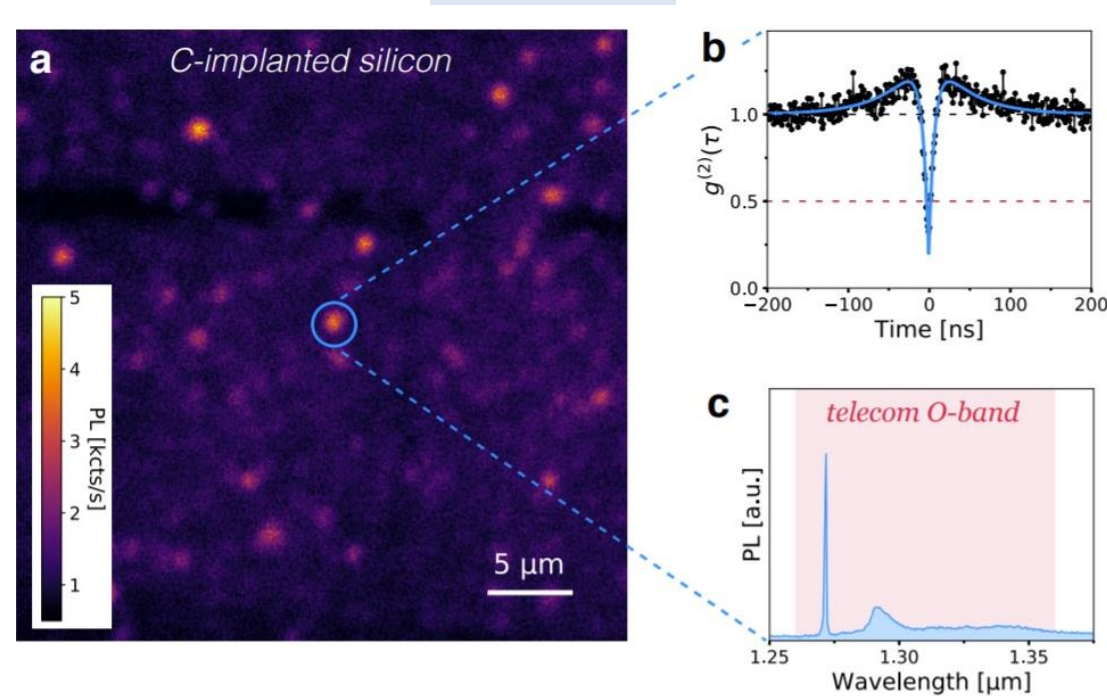 a
C-implanted silicon
5
4
3
2
1
PL [kcts/s]
5 μm
b
1.0
0.5
0.0
g(2)(τ)
−200
−100
0
100
200
Time [ns]
c
telecom O-band
PL [a.u.]
1.25
1.30
1.35
Wavelength [μm]